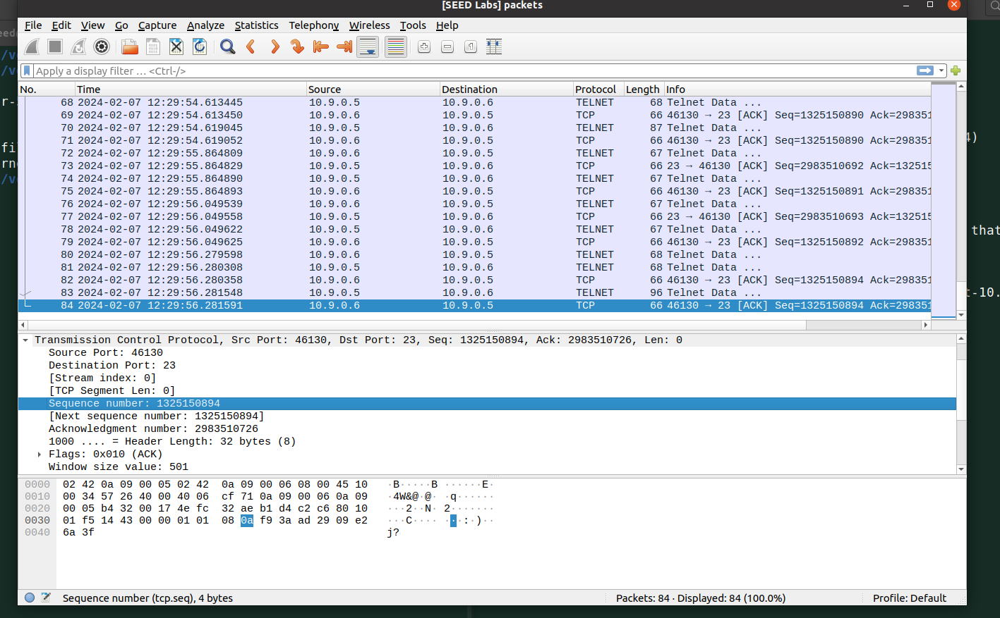 [SEED Labs] packets
File Edit View Go Capture Analyze Statistics Telephony Wireless Tools Help
Apply a display filter … <Ctrl-/>
No. Time Source Destination Protocol Length Info
68 2024-02-07 12:29:54.613445 10.9.0.5 10.9.0.6 TELNET 68 Telnet Data ...
69 2024-02-07 12:29:54.613450 10.9.0.6 10.9.0.5 TCP 66 46130 → 23 [ACK] Seq=1325150890 Ack=298351
70 2024-02-07 12:29:54.619045 10.9.0.5 10.9.0.6 TELNET 87 Telnet Data ...
71 2024-02-07 12:29:54.619052 10.9.0.6 10.9.0.5 TCP 66 46130 → 23 [ACK] Seq=1325150890 Ack=298351
72 2024-02-07 12:29:55.864809 10.9.0.6 10.9.0.5 TELNET 67 Telnet Data ...
73 2024-02-07 12:29:55.864829 10.9.0.5 10.9.0.6 TCP 66 23 → 46130 [ACK] Seq=2983510692 Ack=132515
74 2024-02-07 12:29:55.864890 10.9.0.5 10.9.0.6 TELNET 67 Telnet Data ...
75 2024-02-07 12:29:55.864893 10.9.0.6 10.9.0.5 TCP 66 46130 → 23 [ACK] Seq=1325150891 Ack=298351
76 2024-02-07 12:29:56.049539 10.9.0.6 10.9.0.5 TELNET 67 Telnet Data ...
77 2024-02-07 12:29:56.049558 10.9.0.5 10.9.0.6 TCP 66 23 → 46130 [ACK] Seq=2983510693 Ack=132515
78 2024-02-07 12:29:56.049622 10.9.0.5 10.9.0.6 TELNET 67 Telnet Data ...
79 2024-02-07 12:29:56.049625 10.9.0.6 10.9.0.5 TCP 66 46130 → 23 [ACK] Seq=1325150892 Ack=298351
80 2024-02-07 12:29:56.279598 10.9.0.6 10.9.0.5 TELNET 68 Telnet Data ...
81 2024-02-07 12:29:56.280308 10.9.0.5 10.9.0.6 TELNET 68 Telnet Data ...
82 2024-02-07 12:29:56.280358 10.9.0.6 10.9.0.5 TCP 66 46130 → 23 [ACK] Seq=1325150894 Ack=298351
83 2024-02-07 12:29:56.281548 10.9.0.5 10.9.0.6 TELNET 96 Telnet Data ...
84 2024-02-07 12:29:56.281591 10.9.0.6 10.9.0.5 TCP 66 46130 → 23 [ACK] Seq=1325150894 Ack=298351
that
t-10.
Transmission Control Protocol, Src Port: 46130, Dst Port: 23, Seq: 1325150894, Ack: 2983510726, Len: 0
Source Port: 46130
Destination Port: 23
[Stream index: 0]
[TCP Segment Len: 0]
Sequence number: 1325150894
[Next sequence number: 1325150894]
Acknowledgment number: 2983510726
1000 .... = Header Length: 32 bytes (8)
Flags: 0x010 (ACK)
Window size value: 501
0000 02 42 0a 09 00 05 02 42 0a 09 00 06 08 00 45 10 ·B·····B ······E·
0010 00 34 57 26 40 00 40 06 cf 71 0a 09 00 06 0a 09 ·4W&@·@· ·q······
0020 00 05 b4 32 00 17 4e fc 32 ae b1 d4 c2 c6 80 10 ···2··N· 2·······
0030 01 f5 14 43 00 00 01 01 08 0a f9 3a ad 29 09 e2 ···C···· ···:·)··
0040 6a 3f j?
Sequence number (tcp.seq), 4 bytes
Packets: 84 · Displayed: 84 (100.0%)
Profile: Default